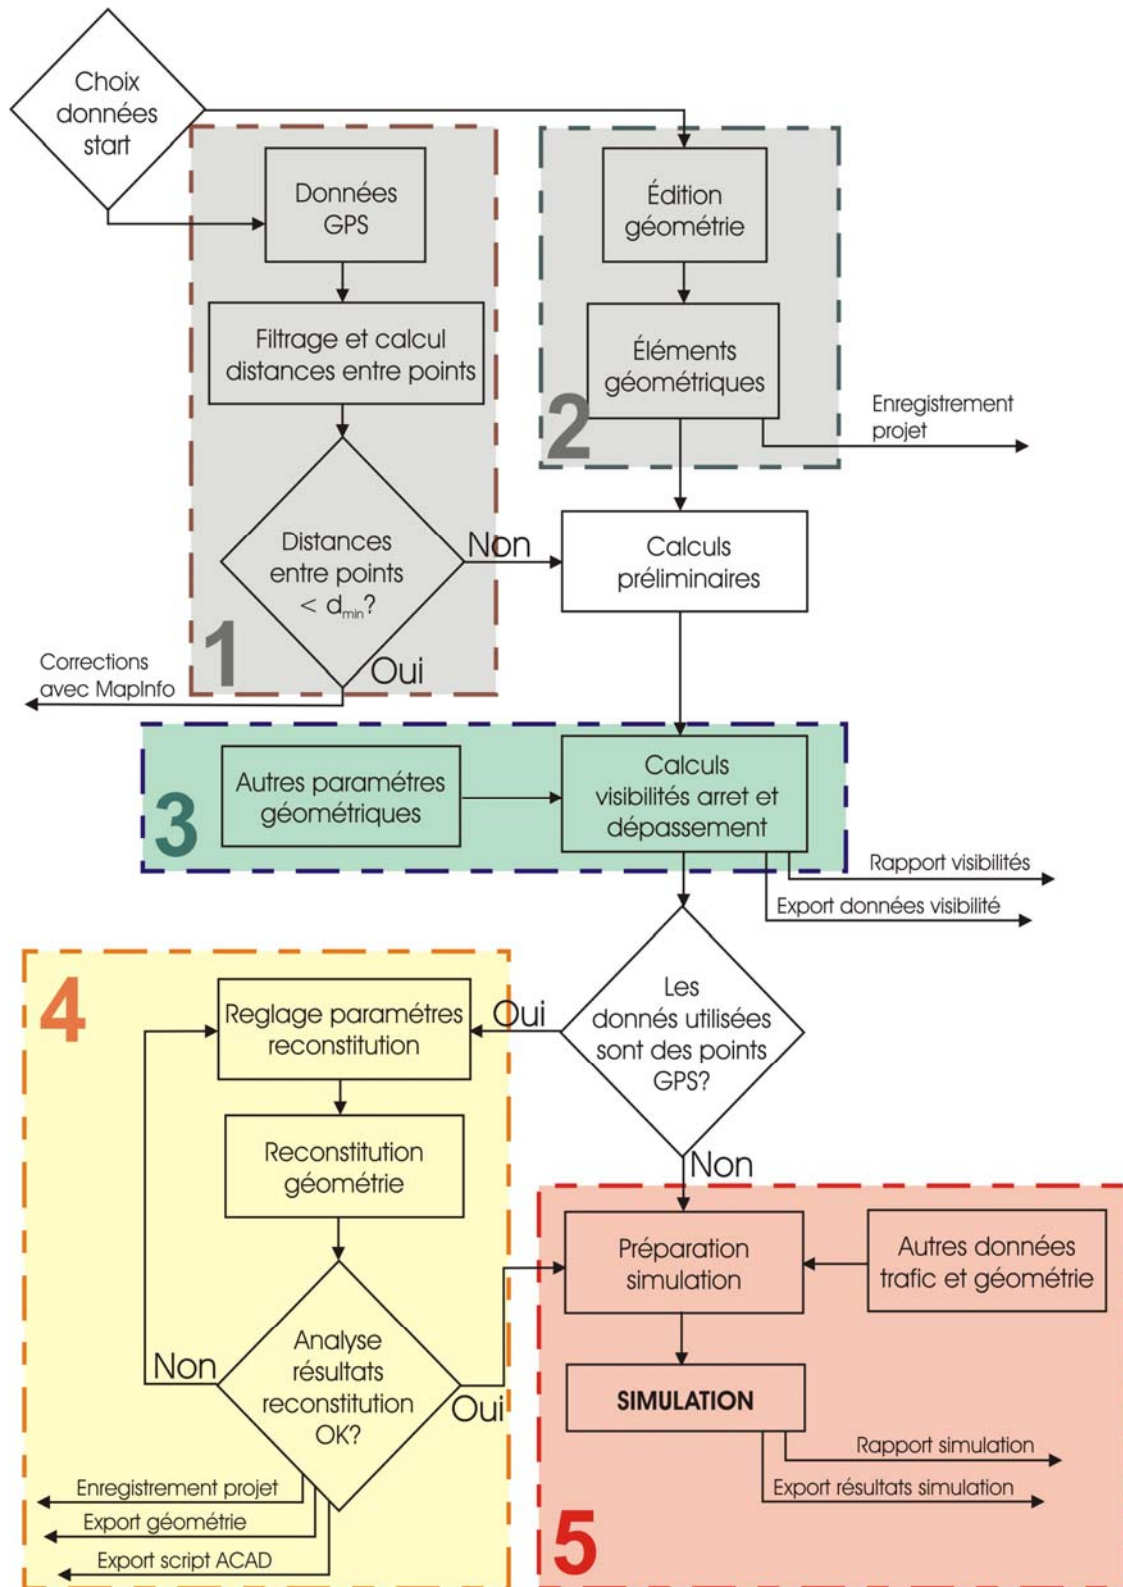 Choix
données
start
Données
GPS
Filtrage et calcul
distances entre points
Distances
entre points
< dmin?
Non
Oui
1
Corrections
avec MapInfo
Édition
géométrie
Éléments
géométriques
2
Enregistrement
projet
Calculs
préliminaires
3
Autres paramétres
géométriques
Calculs
visibilités arret et
dépassement
Rapport visibilités
Export données visibilité
Les
donnés utilisées
sont des points
GPS?
Oui
Non
4
Reglage paramétres
reconstitution
Reconstitution
géométrie
Analyse
résultats
reconstitution
OK?
Non
Oui
Enregistrement projet
Export géométrie
Export script ACAD
Préparation
simulation
Autres données
trafic et géométrie
SIMULATION
Rapport simulation
Export résultats simulation
5